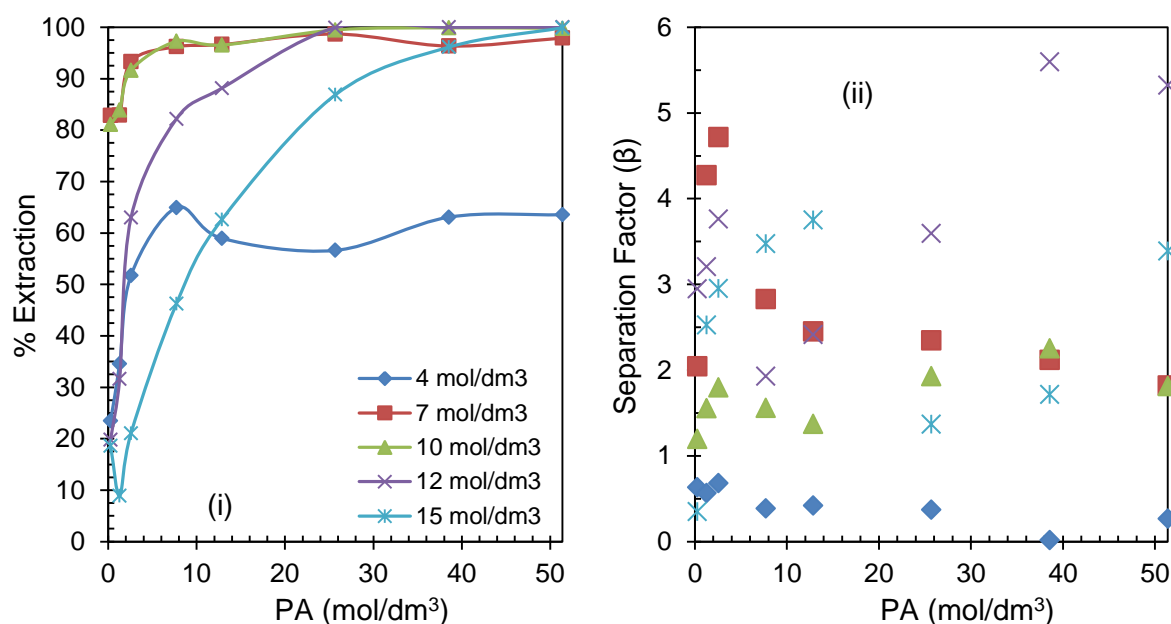 100
90
80
70
60
50
40
30
20
10
0
% Extraction
4 mol/dm3
7 mol/dm3
10 mol/dm3
12 mol/dm3
15 mol/dm3
(i)
0 10 20 30 40 50
PA (mol/dm³)
6
5
4
3
2
1
0
Separation Factor (β)
(ii)
0 10 20 30 40 50
PA (mol/dm³)